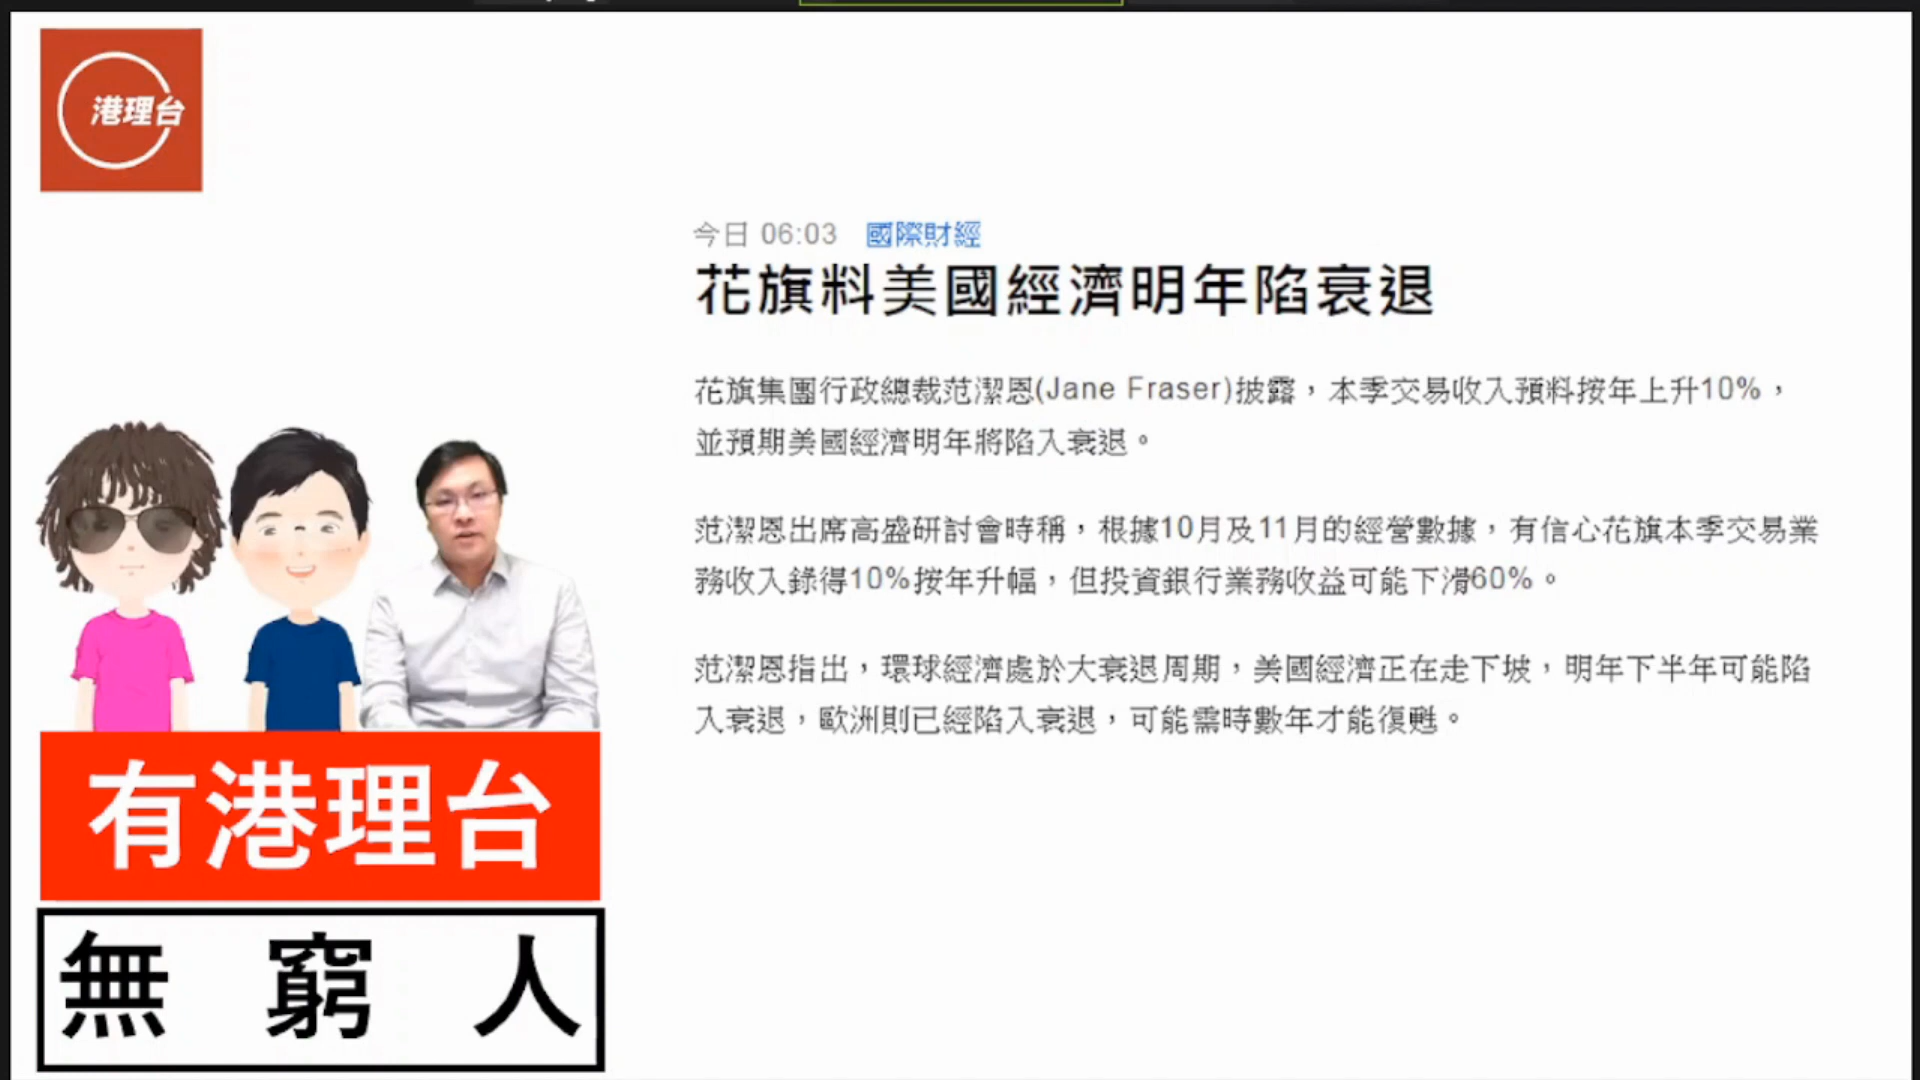 港理台
今日 06:03 國際財經
花旗料美國經濟明年陷衰退
花旗集團行政總裁范潔恩(Jane Fraser)披露，本季交易收入預料按年上升10%，
並預期美國經濟明年將陷入衰退。
范潔恩出席高盛研討會時稱，根據10月及11月的經營數據，有信心花旗本季交易業
務收入錄得10%按年升幅，但投資銀行業務收益可能下滑60%。
范潔恩指出，環球經濟處於大衰退周期，美國經濟正在走下坡，明年下半年可能陷
入衰退，歐洲則已經陷入衰退，可能需時數年才能復甦。
有港理台
無窮人